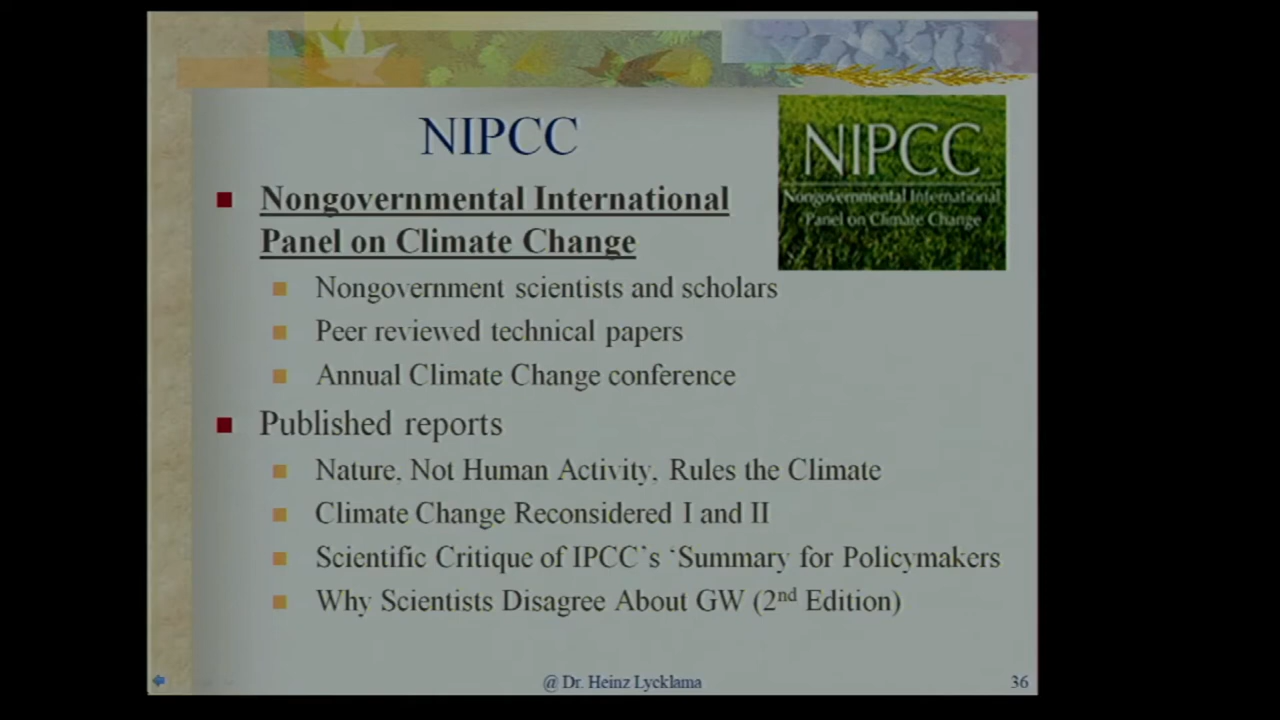 NIPCC
NIPCC
Nongovernmental International
Panel on Climate Change
Nongovernmental International
Panel on Climate Change
Nongovernment scientists and scholars
Peer reviewed technical papers
Annual Climate Change conference
Published reports
Nature, Not Human Activity, Rules the Climate
Climate Change Reconsidered I and II
Scientific Critique of IPCC's 'Summary for Policymakers
Why Scientists Disagree About GW (2nd Edition)
@ Dr. Heinz Lycklama
36